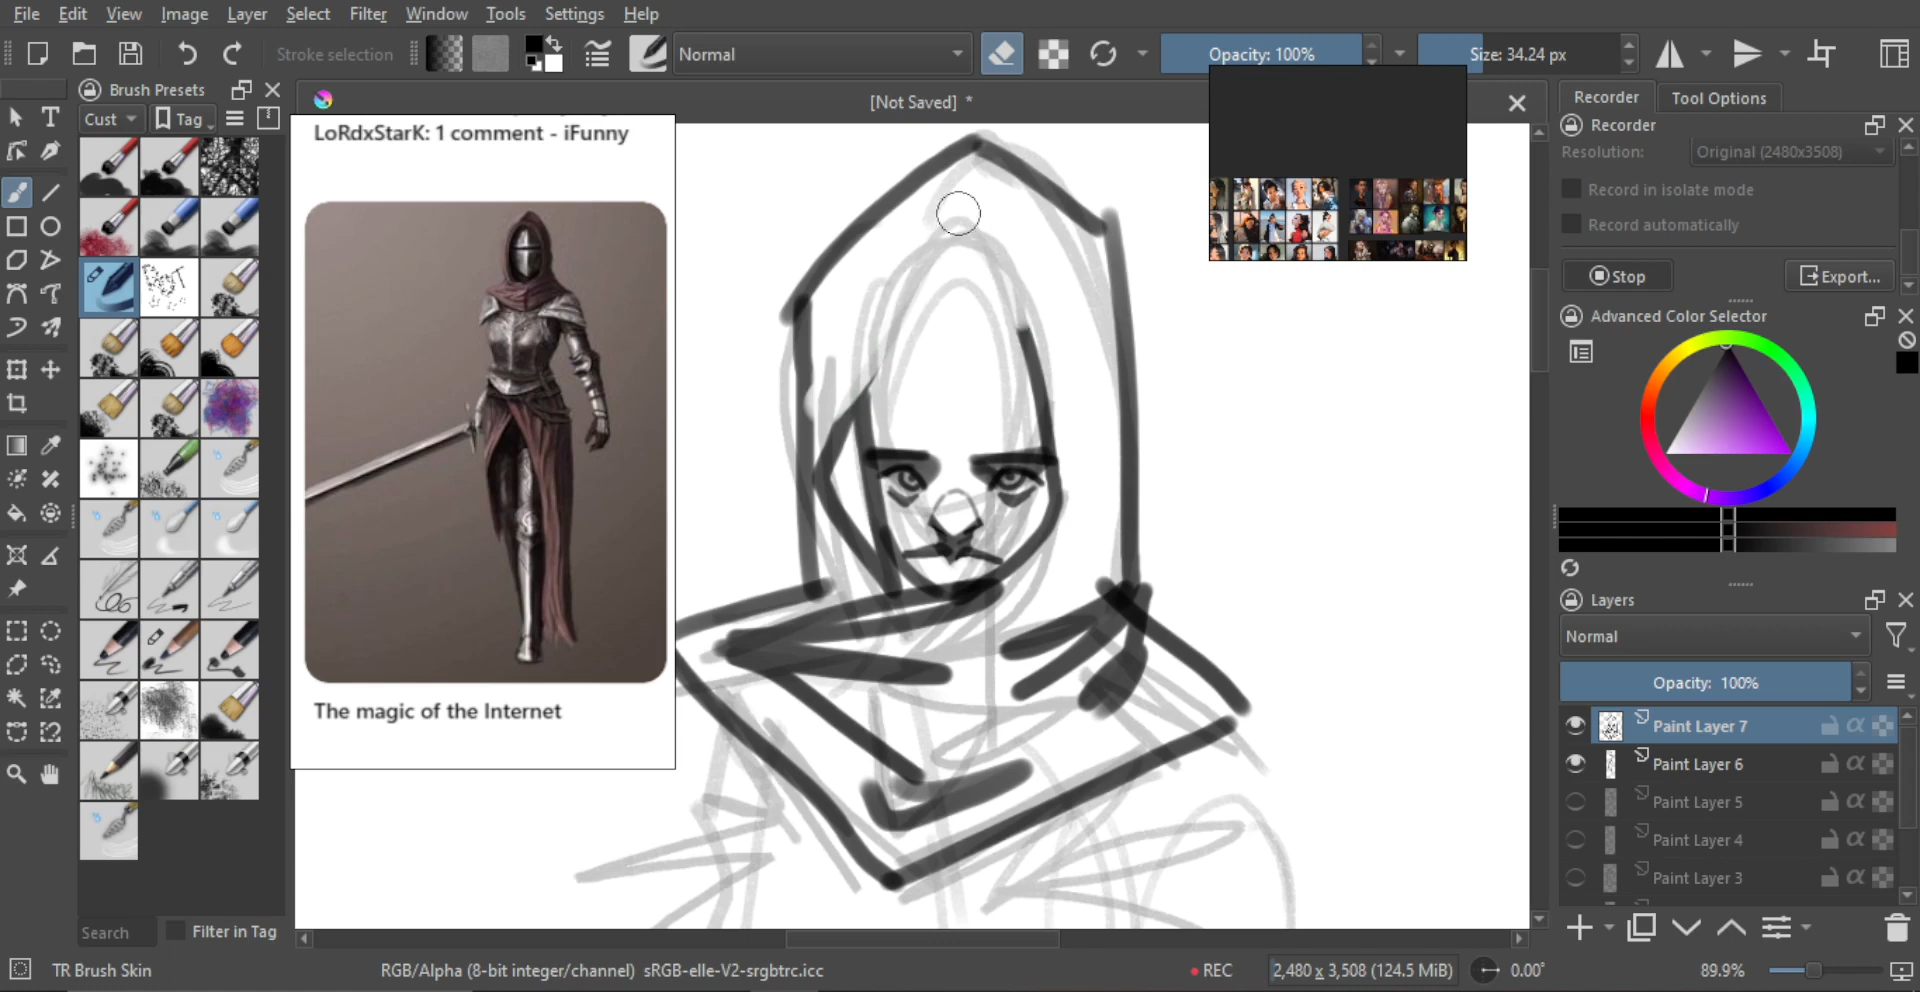 File Edit View Image Layer Select Filter Window Tools Settings Help
Stroke selection Normal Opacity: 100% Size: 34.24 px
Brush Presets
Cust Tag
[Not Saved] *
LoRdxStarK: 1 comment - iFunny
The magic of the Internet
Recorder Tool Options
Recorder
Resolution: Original (2480x3508)
Record in isolate mode
Record automatically
Stop Export...
Advanced Color Selector
Layers
Normal
Opacity: 100%
Paint Layer 7
Paint Layer 6
Paint Layer 5
Paint Layer 4
Paint Layer 3
Search Filter in Tag
TR Brush Skin RGB/Alpha (8-bit integer/channel) sRGB-elle-V2-srgbtrc.icc REC 2,480 x 3,508 (124.5 MiB) 0.00° 89.9%